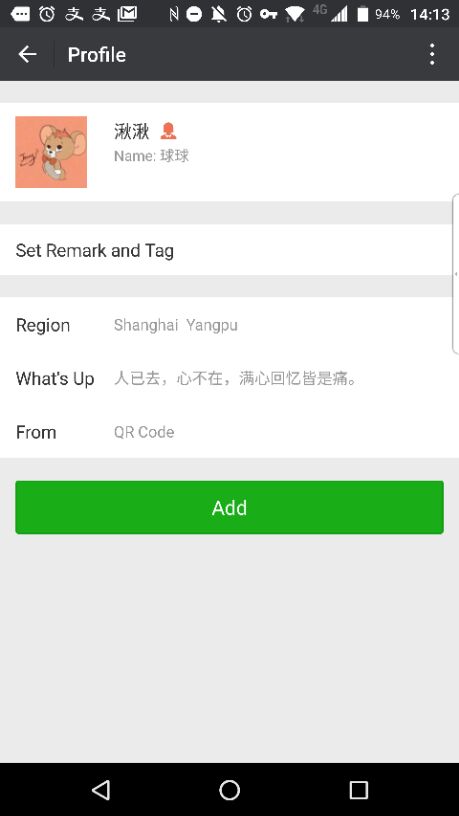 94% 14:13
4G
Profile
湫湫
Name: 球球
Set Remark and Tag
Region Shanghai Yangpu
What's Up 人已去，心不在，满心回忆皆是痛。
From QR Code
Add